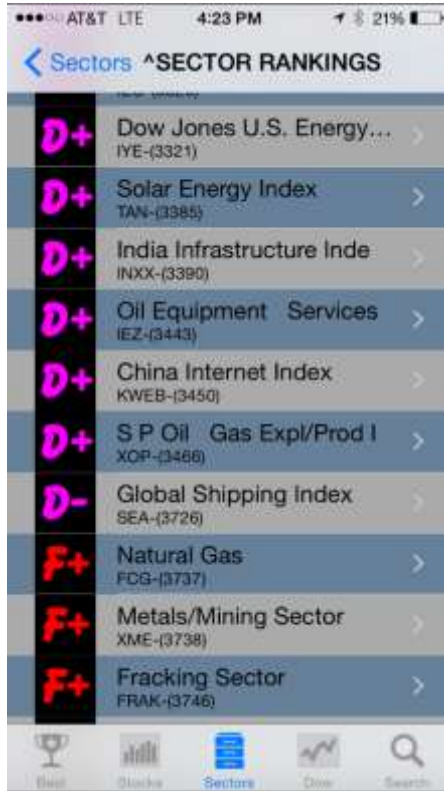 AT&T LTE 4:23 PM 21%
Sectors ^SECTOR RANKINGS
D+ Dow Jones U.S. Energy...
IYE-(3321)
D+ Solar Energy Index
TAN-(3385)
D+ India Infrastructure Inde
INXX-(3390)
D+ Oil Equipment Services
IEZ-(3443)
D+ China Internet Index
KWEB-(3450)
D+ S P Oil Gas Expl/Prod I
XOP-(3466)
D- Global Shipping Index
SEA-(3726)
F+ Natural Gas
FCG-(3737)
F+ Metals/Mining Sector
XME-(3738)
F+ Fracking Sector
FRAK-(3746)
Best Stocks Sectors Dow Search